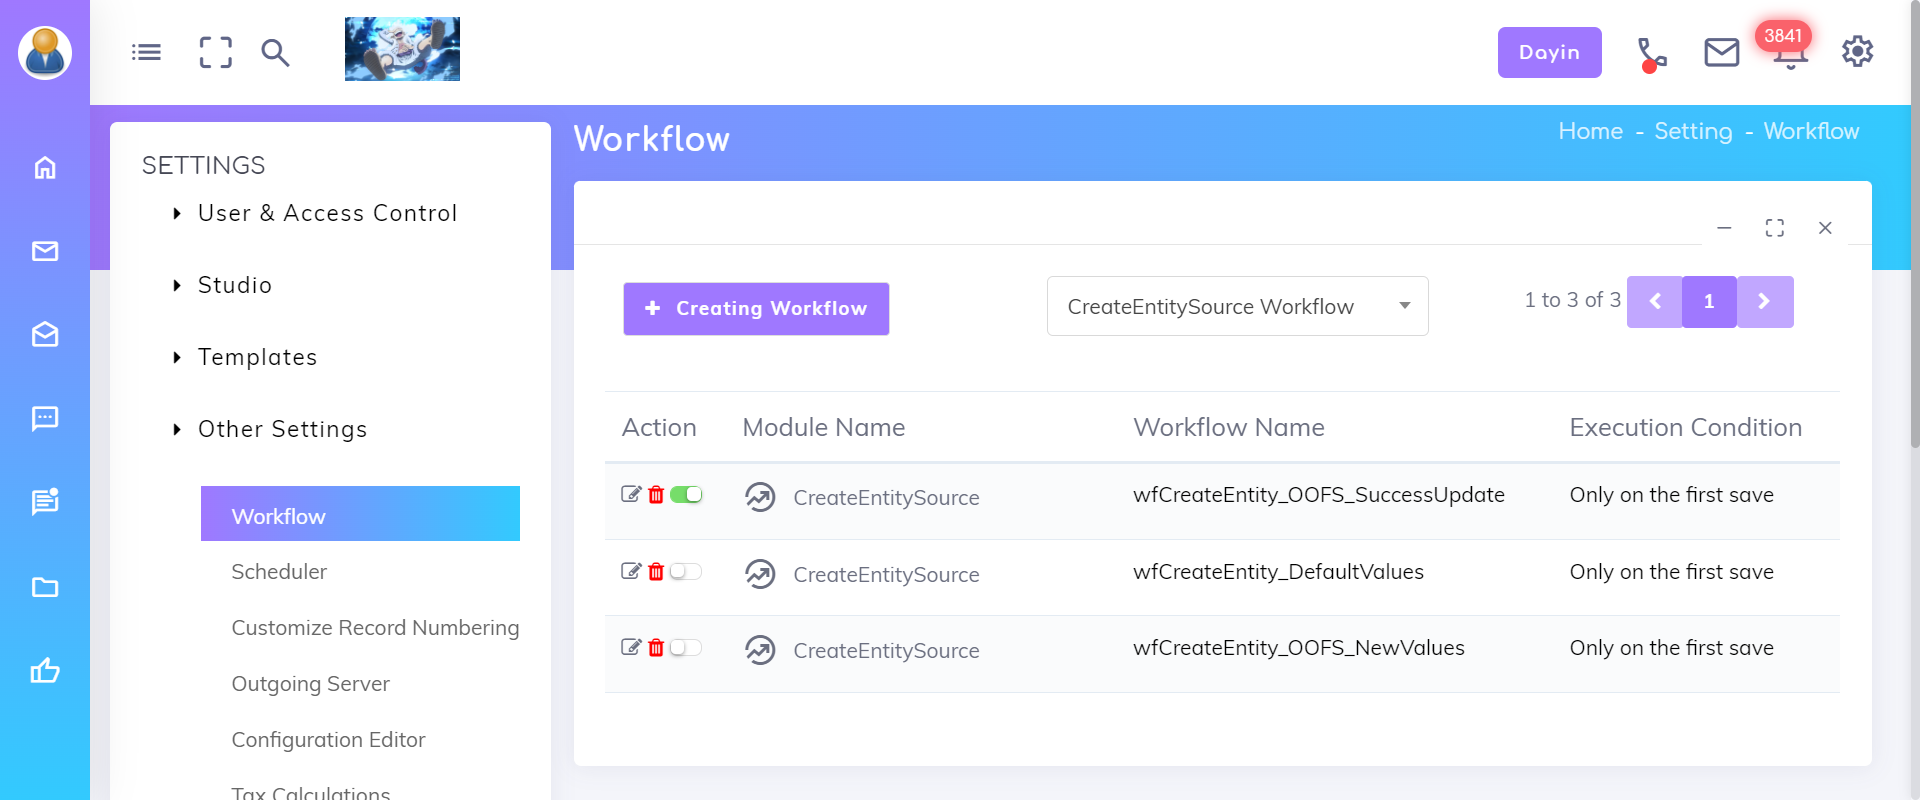 Dayin
3841
SETTINGS
User & Access Control
Studio
Templates
Other Settings
Workflow
Scheduler
Customize Record Numbering
Outgoing Server
Configuration Editor
Tax Calculations
Workflow
Home - Setting - Workflow
+ Creating Workflow
CreateEntitySource Workflow
1 to 3 of 3
1
Action Module Name Workflow Name Execution Condition
CreateEntitySource wfCreateEntity_OOFS_SuccessUpdate Only on the first save
CreateEntitySource wfCreateEntity_DefaultValues Only on the first save
CreateEntitySource wfCreateEntity_OOFS_NewValues Only on the first save